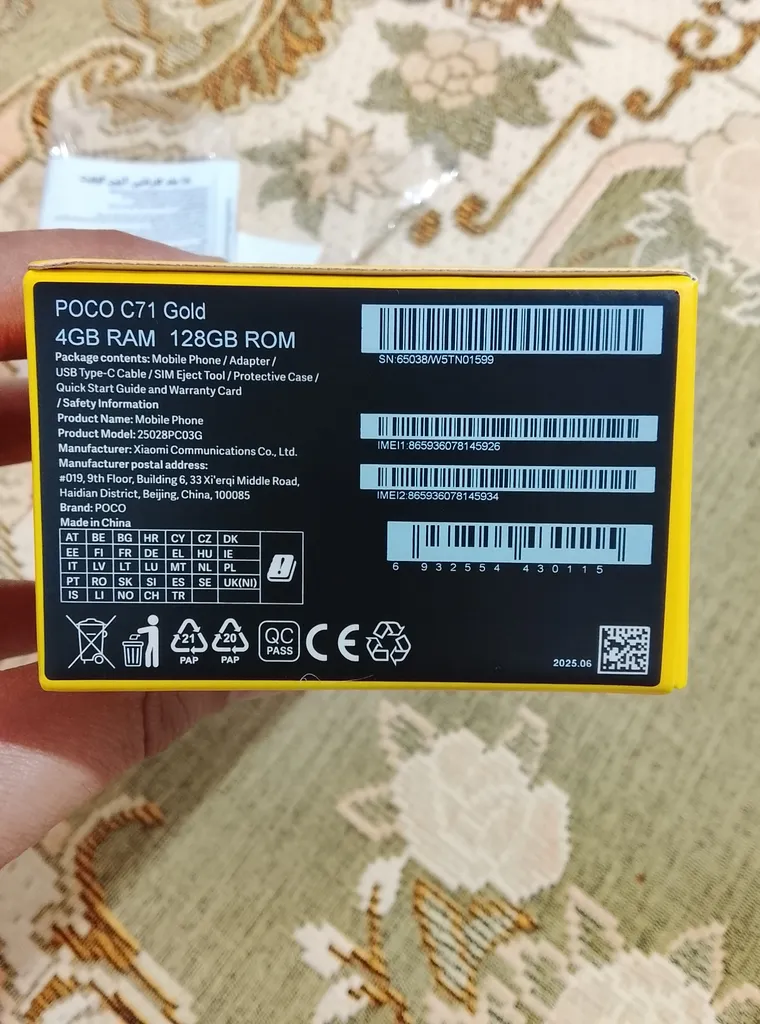 POCO C71 Gold
4GB RAM 128GB ROM
Package contents: Mobile Phone / Adapter /
USB Type-C Cable / SIM Eject Tool / Protective Case /
Quick Start Guide and Warranty Card
/ Safety Information
Product Name: Mobile Phone
Product Model: 25028PC03G
Manufacturer: Xiaomi Communications Co., Ltd.
Manufacturer postal address:
#019, 9th Floor, Building 6, 33 Xi'erqi Middle Road,
Haidian District, Beijing, China, 100085
Brand: POCO
Made in China
AT BE BG HR CY CZ DK
EE FI FR DE EL HU IE
IT LV LT LU MT NL PL
PT RO SK SI ES SE UK(NI)
IS LI NO CH TR
21
PAP
20
PAP
QC
PASS
CE
SN:65038/W5TN01599
IMEI1:865936078145926
IMEI2:865936078145934
6 932554 430115
2025.06